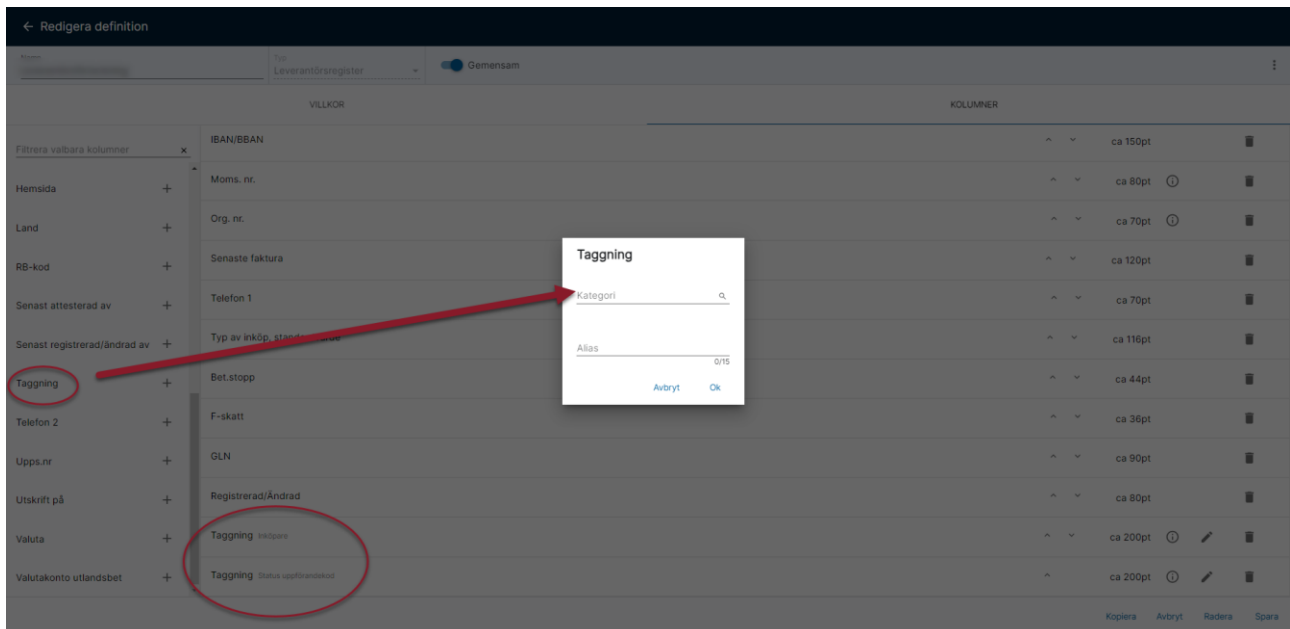 ← Redigera definition
Typ
Leverantörsregister
Gemensam
VILLKOR
KOLUMNER
Filtrera valbara kolumner
Hemsida
Land
RB-kod
Senast attesterad av
Senast registrerad/ändrad av
Taggning
Telefon 2
Upps.nr
Utskrift på
Valuta
Valutakonto utlandsbet
IBAN/BBAN ca 150pt
Moms. nr. ca 80pt
Org. nr. ca 70pt
Senaste faktura ca 120pt
Telefon 1 ca 70pt
Typ av inköp, ca 116pt
Bet.stopp ca 44pt
F-skatt ca 36pt
GLN ca 90pt
Registrerad/Ändrad ca 80pt
Taggning Inköpare ca 200pt
Taggning Status uppförandekod ca 200pt
Taggning
Kategori
Alias
0/15
Avbryt Ok
Kopiera Avbryt Radera Spara